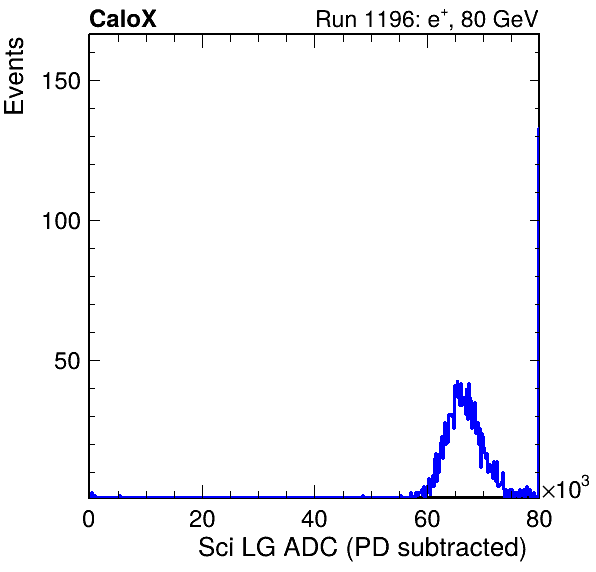 CaloX Run 1196: e⁺, 80 GeV
Events
150
100
50
0 20 40 60 80
×10³
Sci LG ADC (PD subtracted)